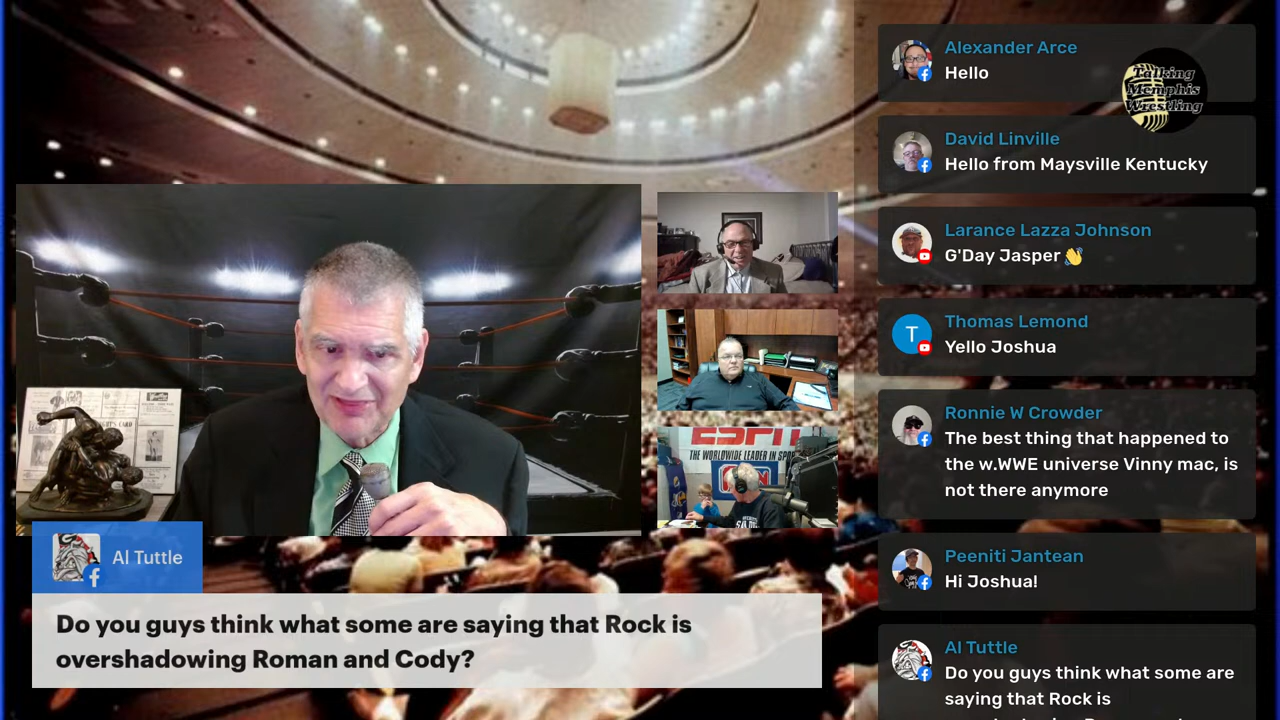 Alexander Arce
Hello
Talking
Memphis
Wrestling
David Linville
Hello from Maysville Kentucky
Larance Lazza Johnson
G'Day Jasper 👋
T
Thomas Lemond
Yello Joshua
Ronnie W Crowder
The best thing that happened to
the w.WWE universe Vinny mac, is
not there anymore
Peeniti Jantean
Hi Joshua!
Al Tuttle
Do you guys think what some are
saying that Rock is
ESPN
THE WORLDWIDE LEADER IN SPOR
Al Tuttle
Do you guys think what some are saying that Rock is
overshadowing Roman and Cody?